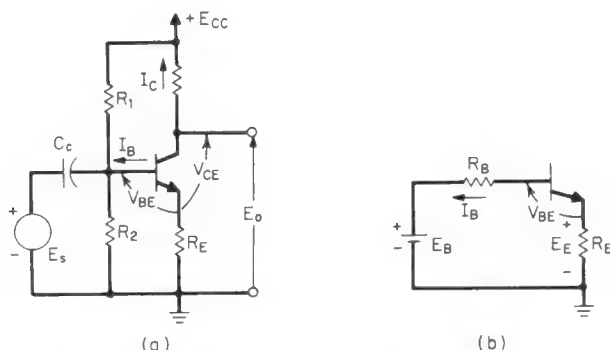 + E_CC
I_C
R_1
C_C
I_B
V_CE
V_BE
E_o
+
-
E_s
R_2
R_E
(a)
R_B
I_B
V_BE
+
-
E_B
+
E_E
-
R_E
(b)